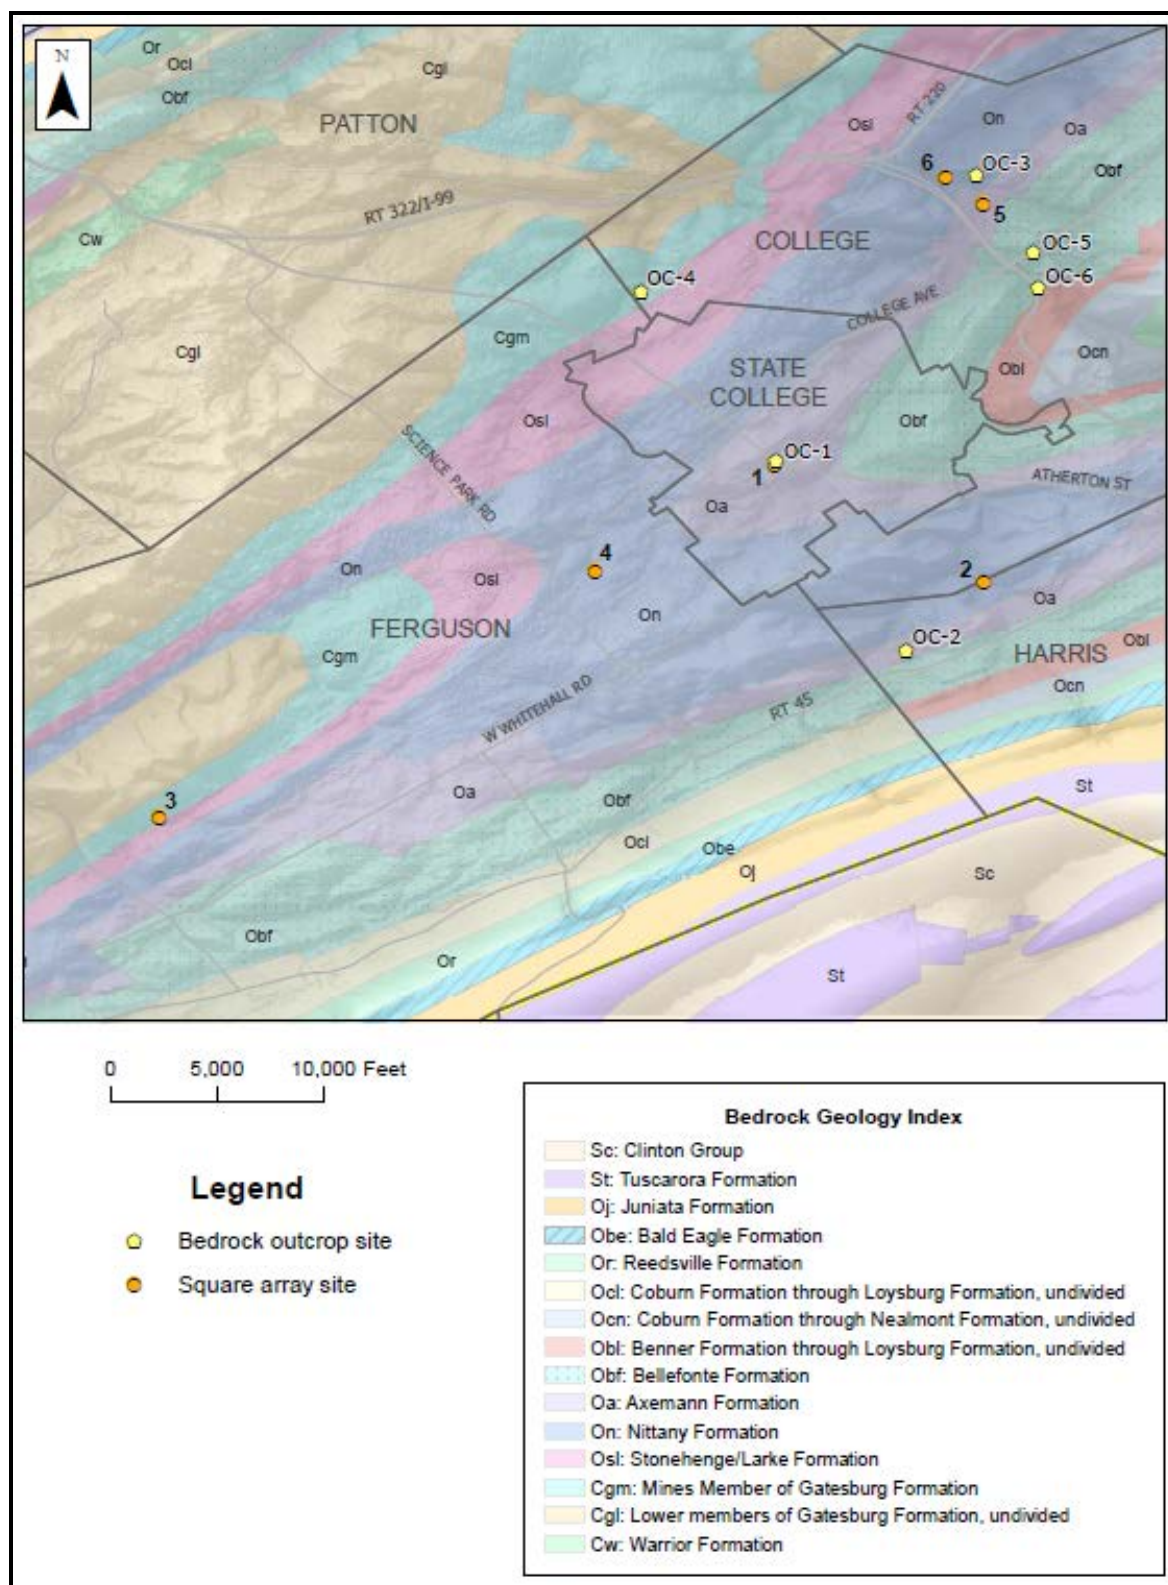 N
Or
Ocl
Obf
Cgl
PATTON
Osl
RT 220
On
Oa
Obf
6
OC-3
5
RT 322/I-99
Cw
COLLEGE
OC-5
OC-4
OC-6
COLLEGE AVE
Cgm
Cgl
Ocn
STATE
COLLEGE
Obl
Osl
Obf
SCIENCE PARK RD
OC-1
1
ATHERTON ST
Oa
4
2
On
Osl
Oa
On
FERGUSON
OC-2
HARRIS
Obl
Cgm
Ocn
W WHITEHALL RD
RT 45
3
Oa
Obf
St
Ocl
Obe
Oj
Sc
Obf
Or
St
0 5,000 10,000 Feet
Legend
Bedrock outcrop site
Square array site
Bedrock Geology Index
Sc: Clinton Group
St: Tuscarora Formation
Oj: Juniata Formation
Obe: Bald Eagle Formation
Or: Reedsville Formation
Ocl: Coburn Formation through Loysburg Formation, undivided
Ocn: Coburn Formation through Nealmont Formation, undivided
Obl: Benner Formation through Loysburg Formation, undivided
Obf: Bellefonte Formation
Oa: Axemann Formation
On: Nittany Formation
Osl: Stonehenge/Larke Formation
Cgm: Mines Member of Gatesburg Formation
Cgl: Lower members of Gatesburg Formation, undivided
Cw: Warrior Formation